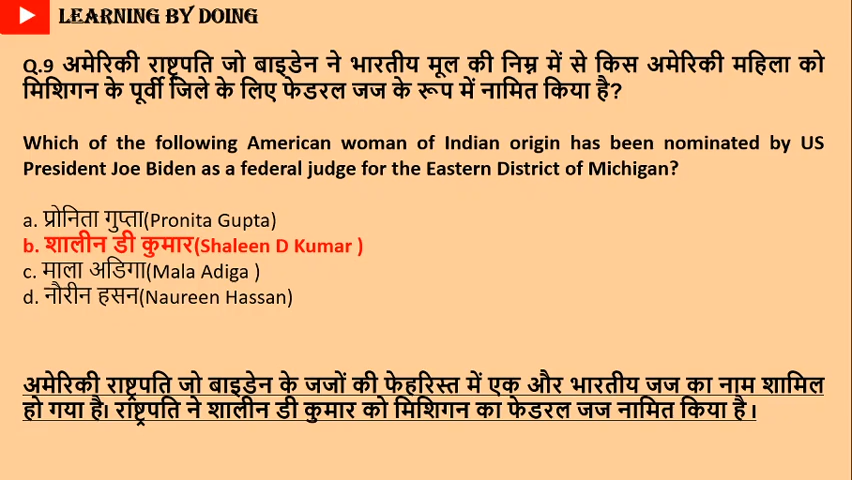 LEARNING BY DOING
Q.9 अमेरिकी राष्ट्रपति जो बाइडेन ने भारतीय मूल की निम्न में से किस अमेरिकी महिला को
मिशिगन के पूर्वी जिले के लिए फेडरल जज के रूप में नामित किया है?
Which of the following American woman of Indian origin has been nominated by US
President Joe Biden as a federal judge for the Eastern District of Michigan?
a. प्रोनिता गुप्ता(Pronita Gupta)
b. शालीन डी कुमार(Shaleen D Kumar )
c. माला अडिगा(Mala Adiga )
d. नौरीन हसन(Naureen Hassan)
अमेरिकी राष्ट्रपति जो बाइडेन के जजों की फेहरिस्त में एक और भारतीय जज का नाम शामिल
हो गया है। राष्ट्रपति ने शालीन डी कुमार को मिशिगन का फेडरल जज नामित किया है ।